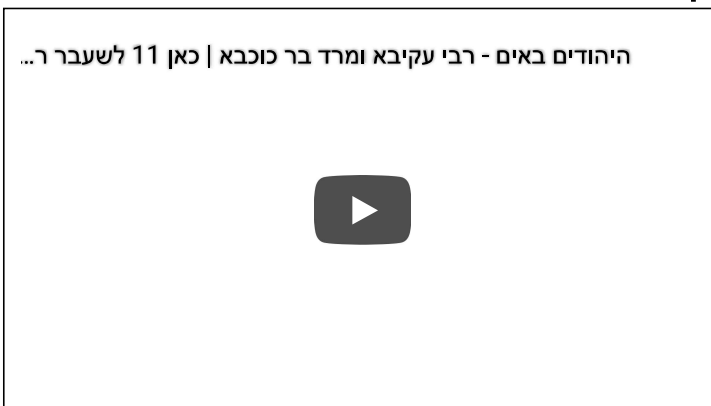 היהודים באים - רבי עקיבא ומרד בר כוכבא | כאן 11 לשעבר ר...